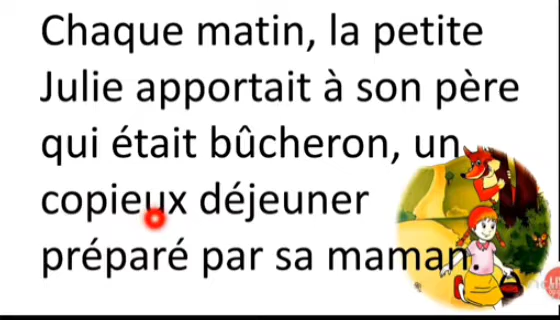 Chaque matin, la petite
Julie apportait à son père
qui était bûcheron, un
copieux déjeuner
préparé par sa maman.